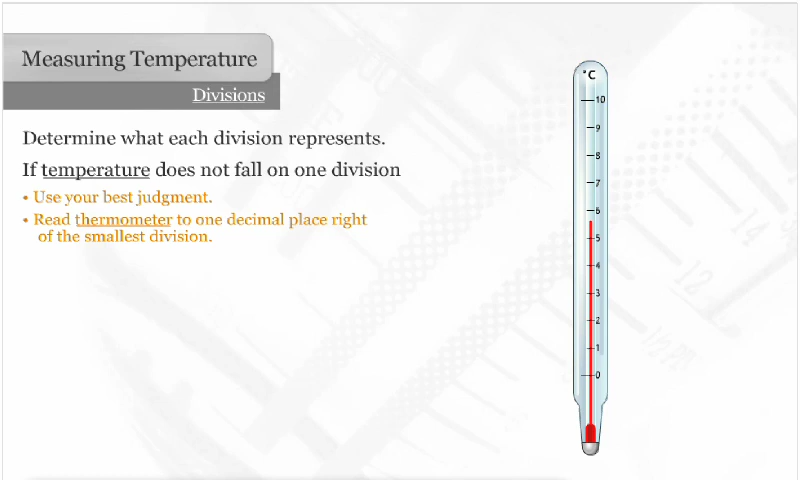 Measuring Temperature
Divisions
Determine what each division represents.
If temperature does not fall on one division
• Use your best judgment.
• Read thermometer to one decimal place right
of the smallest division.
°C
10
9
8
7
6
5
4
3
2
1
0
14
12